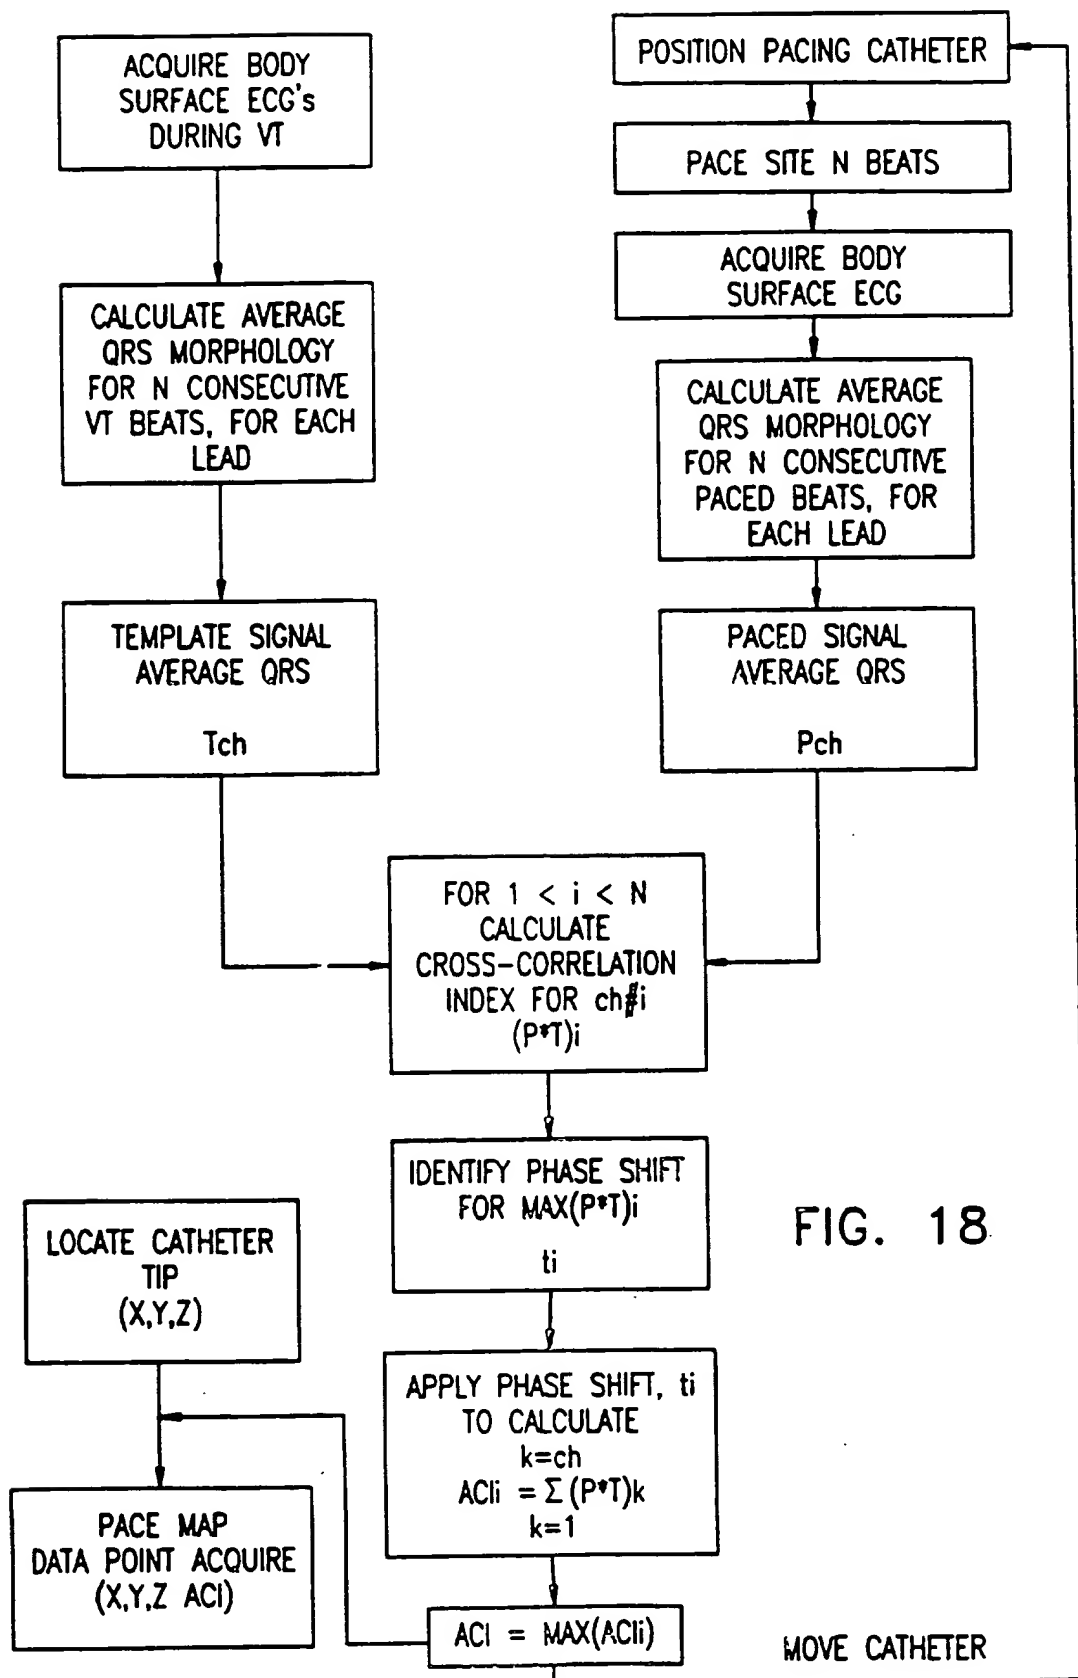 ACQUIRE BODY
SURFACE ECG's
DURING VT
CALCULATE AVERAGE
QRS MORPHOLOGY
FOR N CONSECUTIVE
VT BEATS, FOR EACH
LEAD
TEMPLATE SIGNAL
AVERAGE QRS
Tch
POSITION PACING CATHETER
PACE SITE N BEATS
ACQUIRE BODY
SURFACE ECG
CALCULATE AVERAGE
QRS MORPHOLOGY
FOR N CONSECUTIVE
PACED BEATS, FOR
EACH LEAD
PACED SIGNAL
AVERAGE QRS
Pch
FOR 1 < i < N
CALCULATE
CROSS-CORRELATION
INDEX FOR ch#i
(P*T)i
IDENTIFY PHASE SHIFT
FOR MAX(P*T)i
ti
FIG. 18
LOCATE CATHETER
TIP
(X,Y,Z)
APPLY PHASE SHIFT, ti
TO CALCULATE
k=ch
ACIi = Σ(P*T)k
k=1
PACE MAP
DATA POINT ACQUIRE
(X,Y,Z ACI)
ACI = MAX(ACIi)
MOVE CATHETER